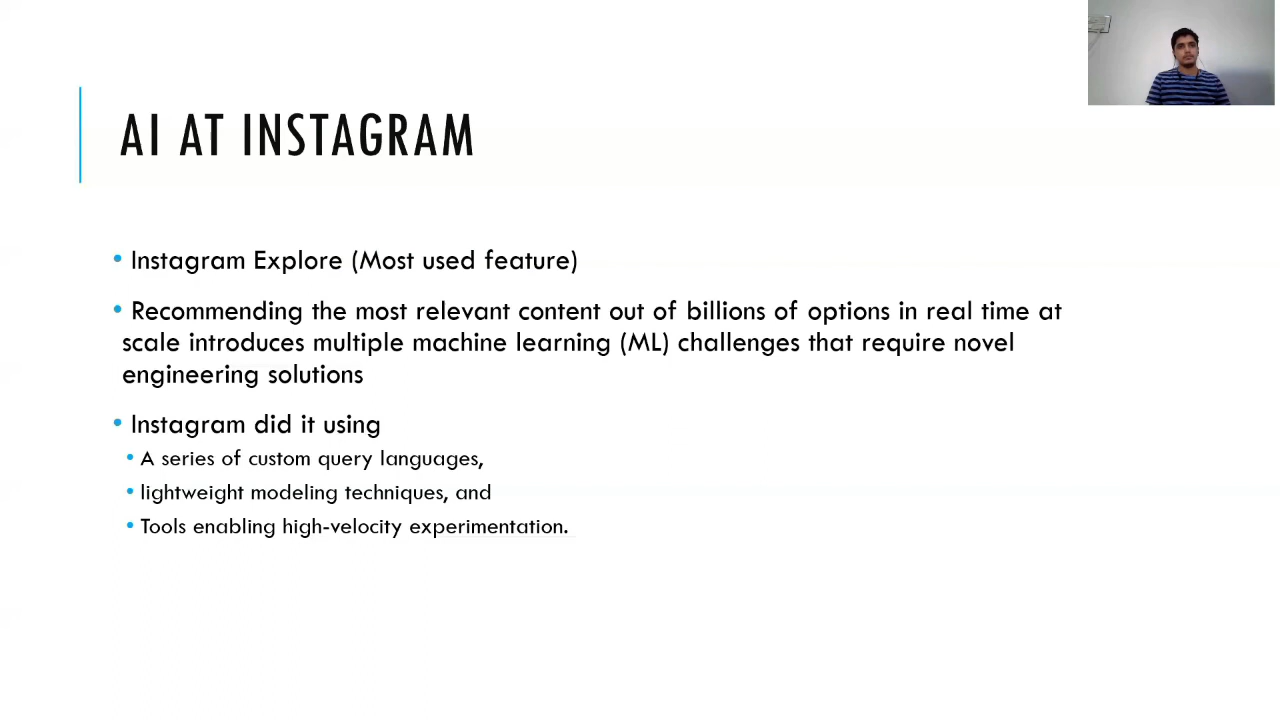 AI AT INSTAGRAM
• Instagram Explore (Most used feature)
• Recommending the most relevant content out of billions of options in real time at
scale introduces multiple machine learning (ML) challenges that require novel
engineering solutions
• Instagram did it using
• A series of custom query languages,
• lightweight modeling techniques, and
• Tools enabling high-velocity experimentation.